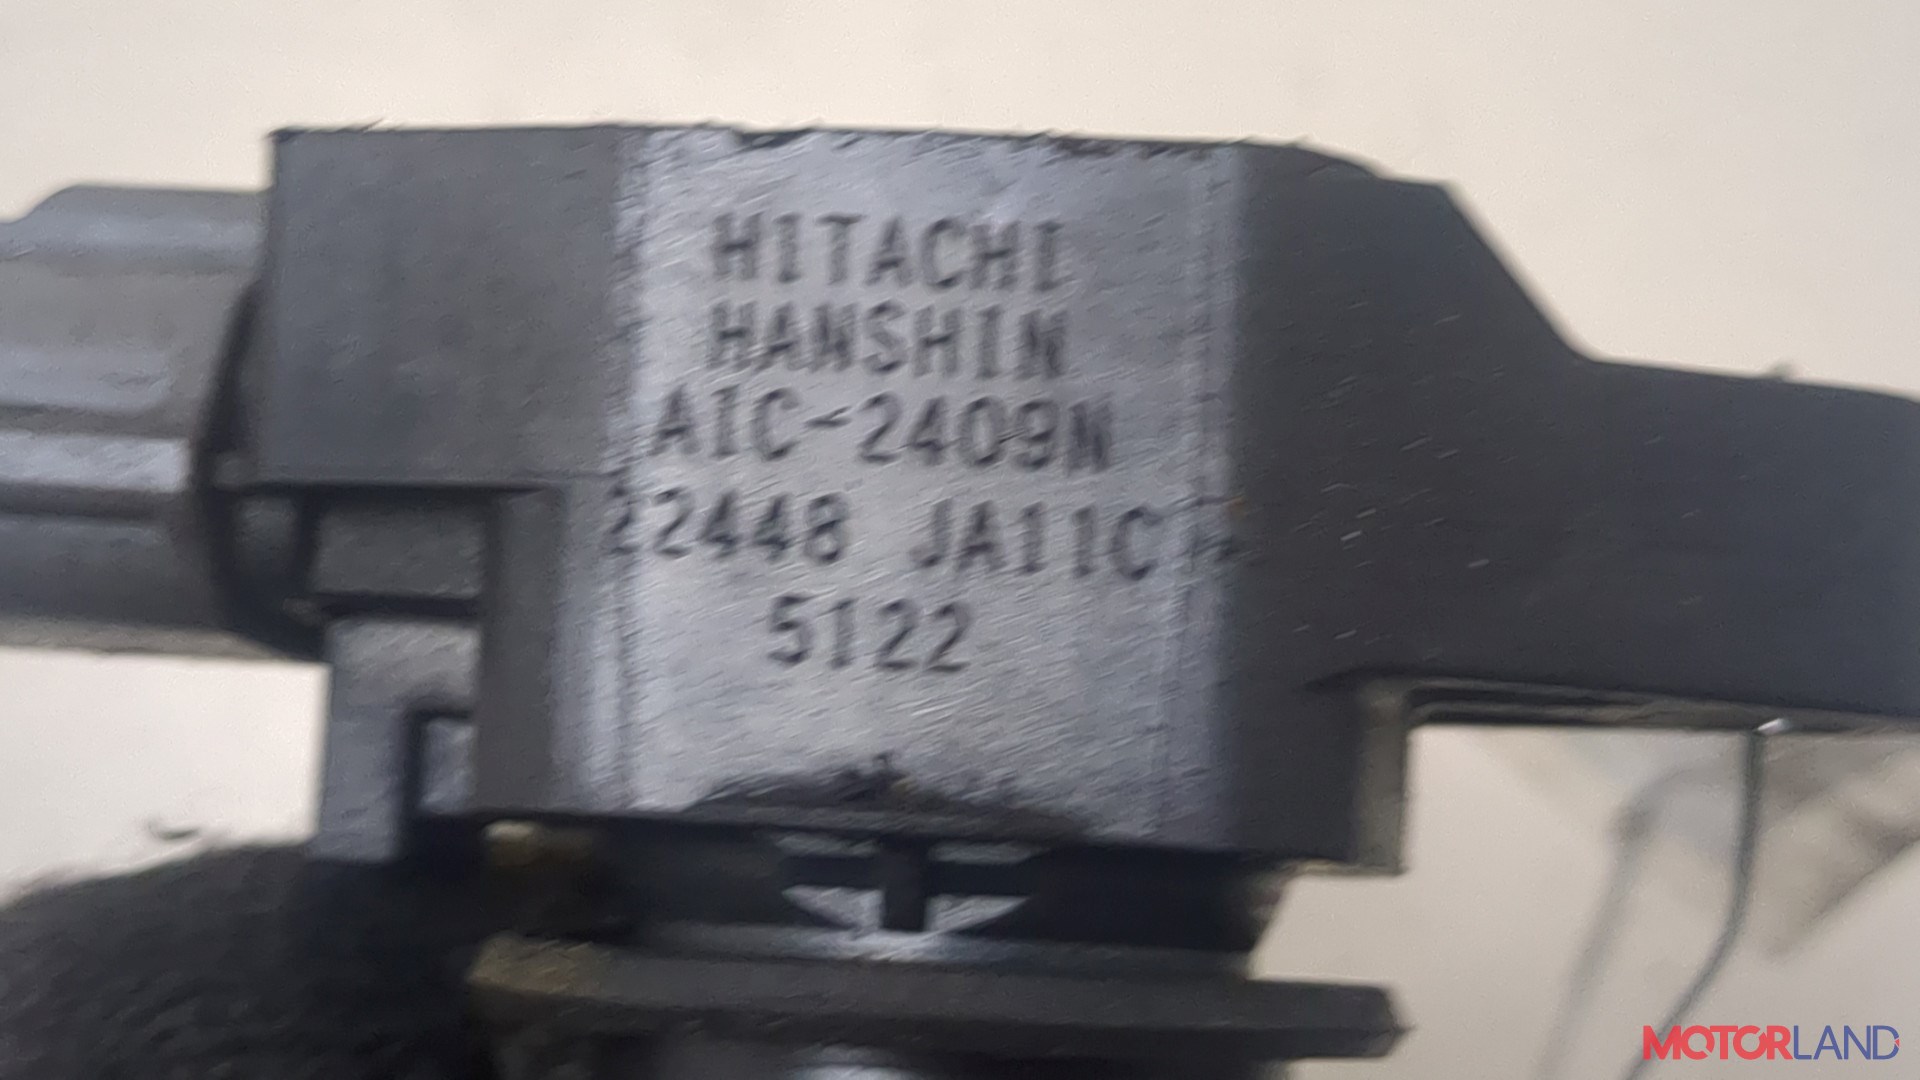 HITACHI
HANSHIN
AIC-2409N
22448 JA11C
5122
MOTORLAND